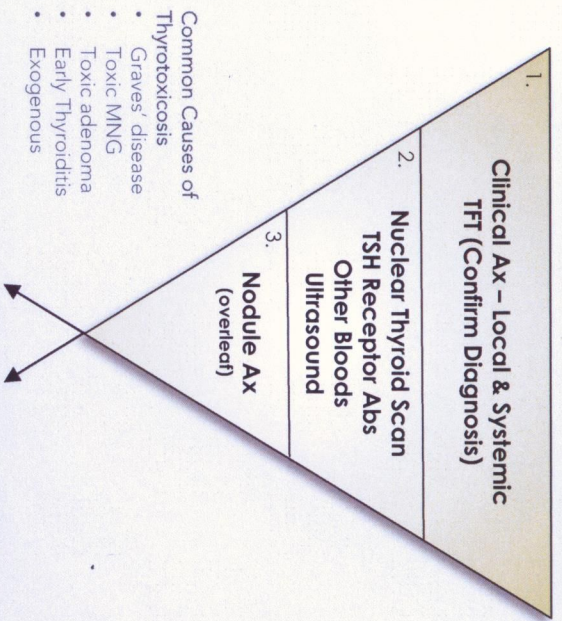 1.
Clinical Ax – Local & Systemic
TFT (Confirm Diagnosis)
2.
Nuclear Thyroid Scan
TSH Receptor Abs
Other Bloods
Ultrasound
3.
Nodule Ax
(overleaf)
Common Causes of
Thyrotoxicosis
• Graves' disease
• Toxic MNG
• Toxic adenoma
• Early Thyroiditis
• Exogenous